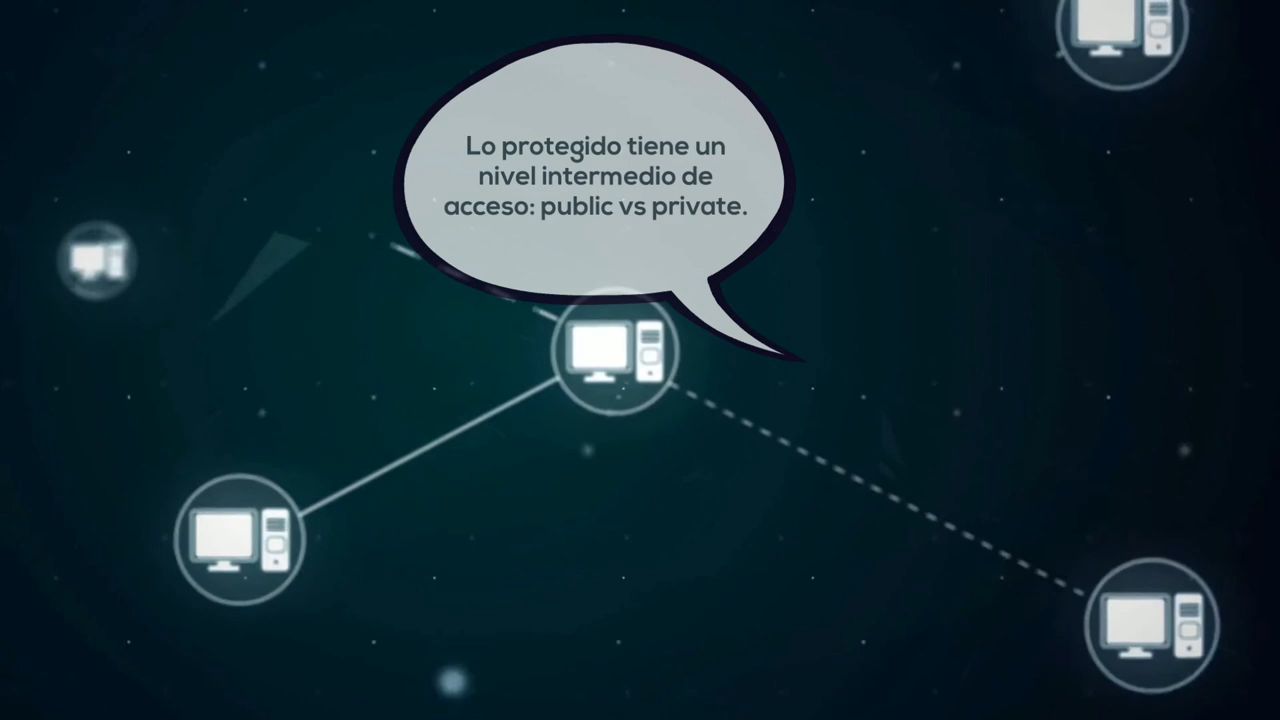 Lo protegido tiene un
nivel intermedio de
acceso: public vs private.